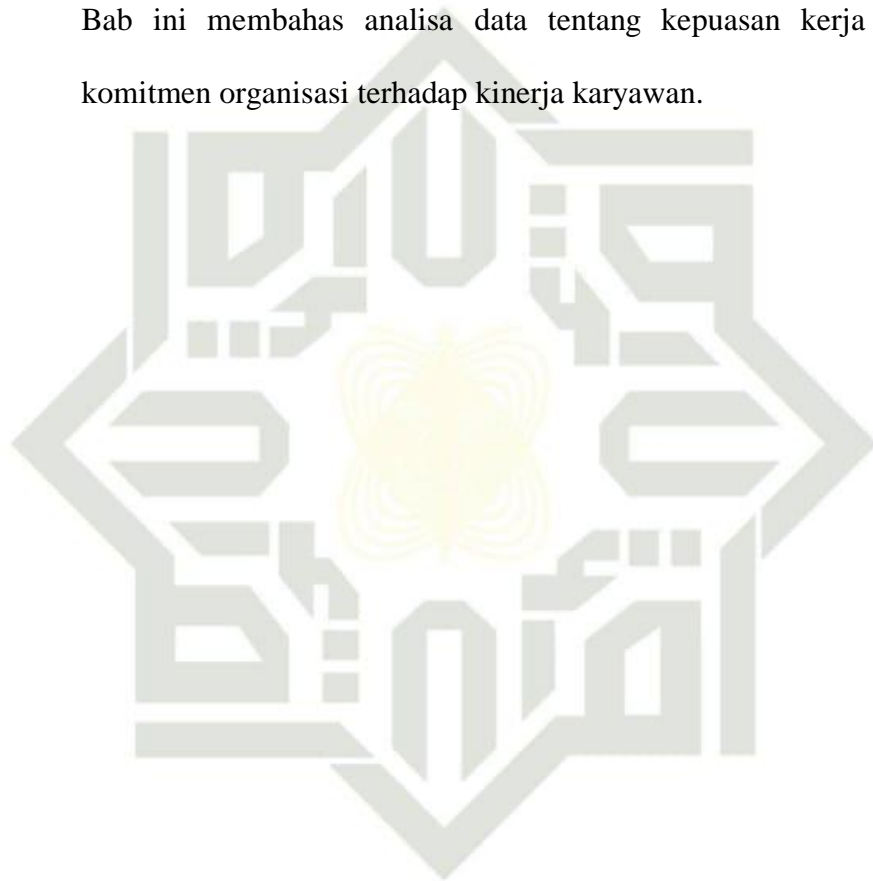 Bab ini membahas analisa data tentang kepuasan kerja
komitmen organisasi terhadap kinerja karyawan.